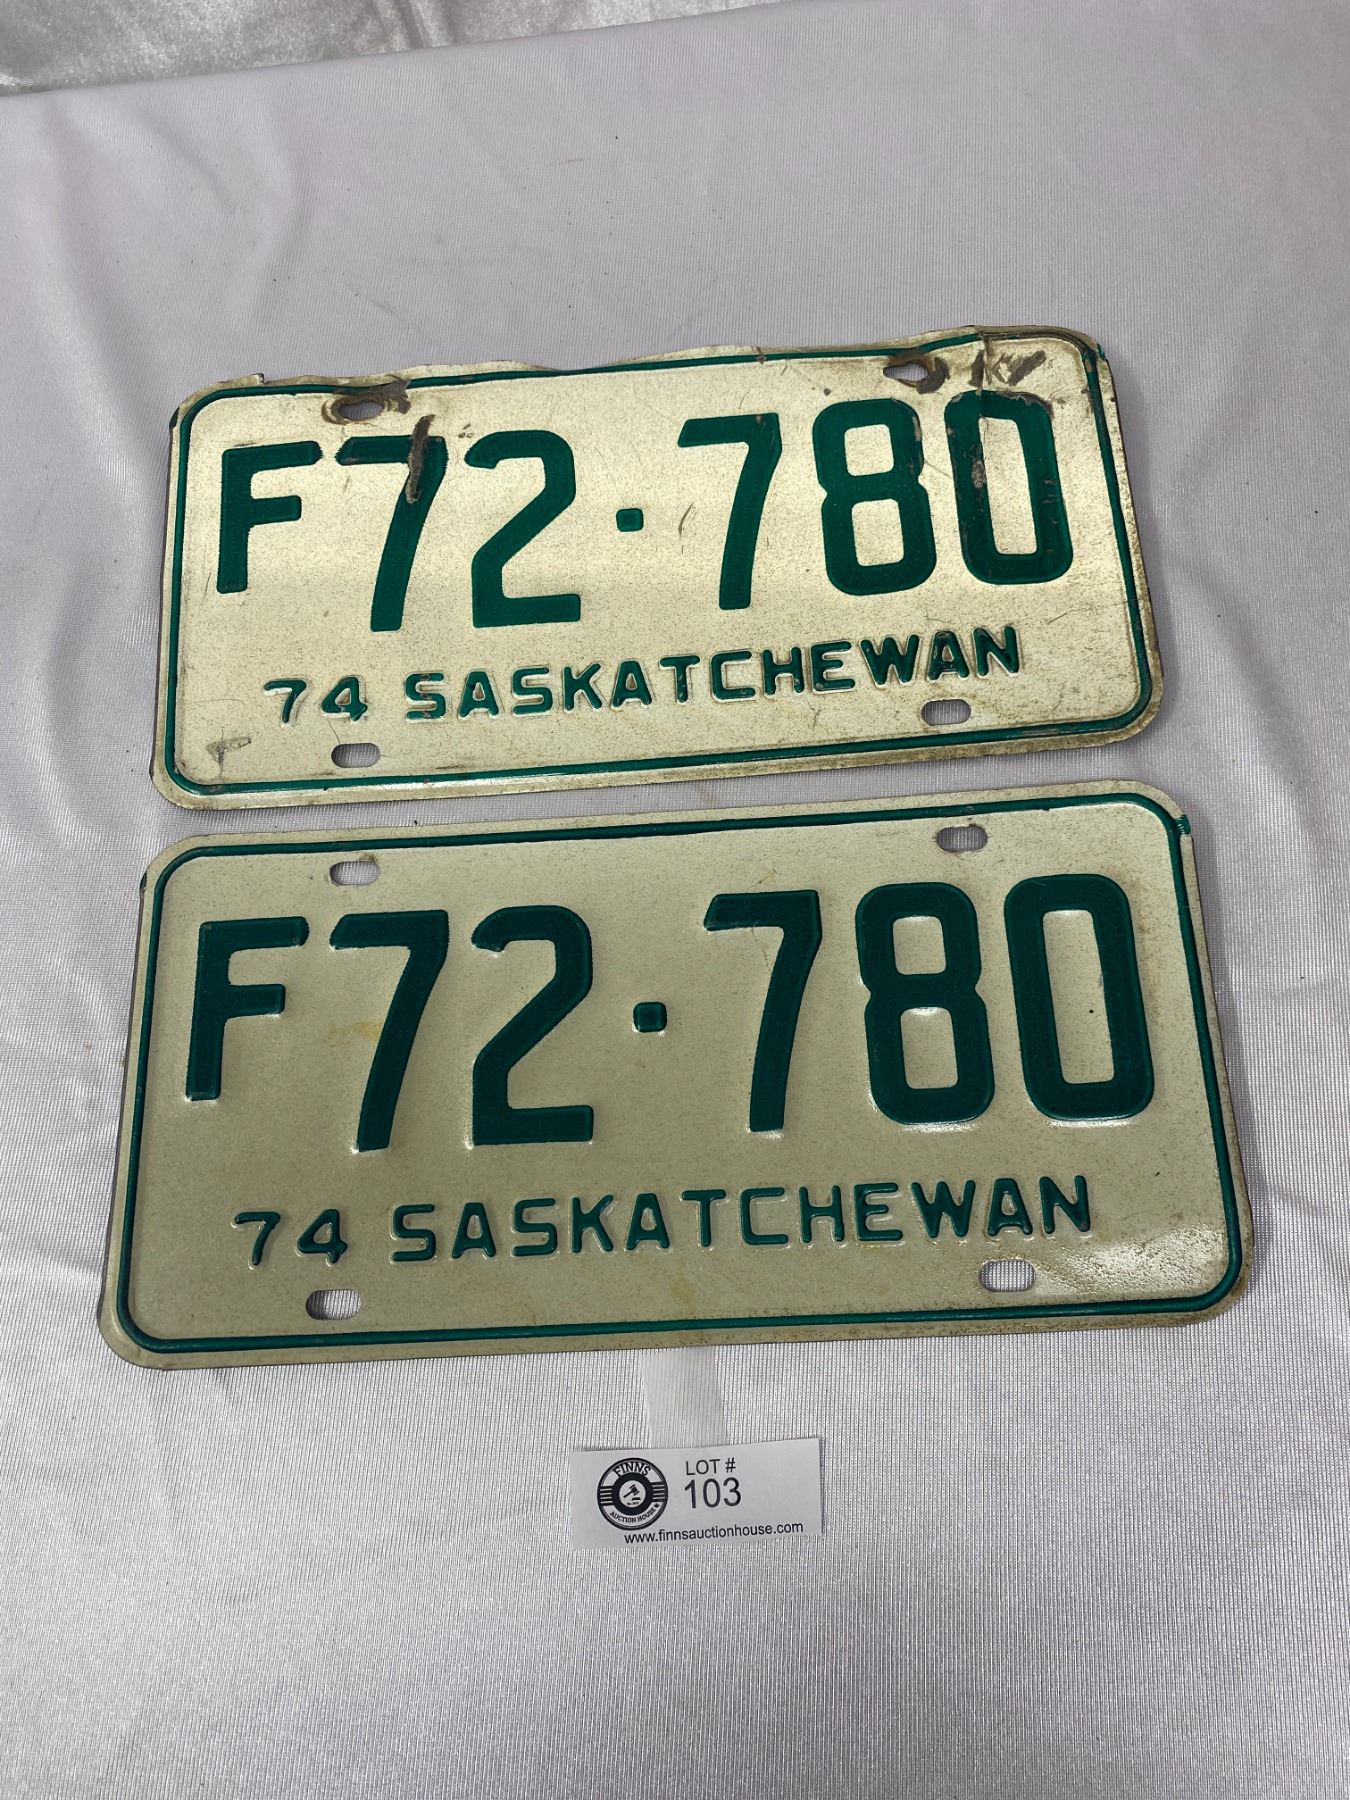 F72·780
74 SASKATCHEWAN
F72·780
74 SASKATCHEWAN
FINNS
AUCTION HOUSE
LOT #
103
www.finnsauctionhouse.com